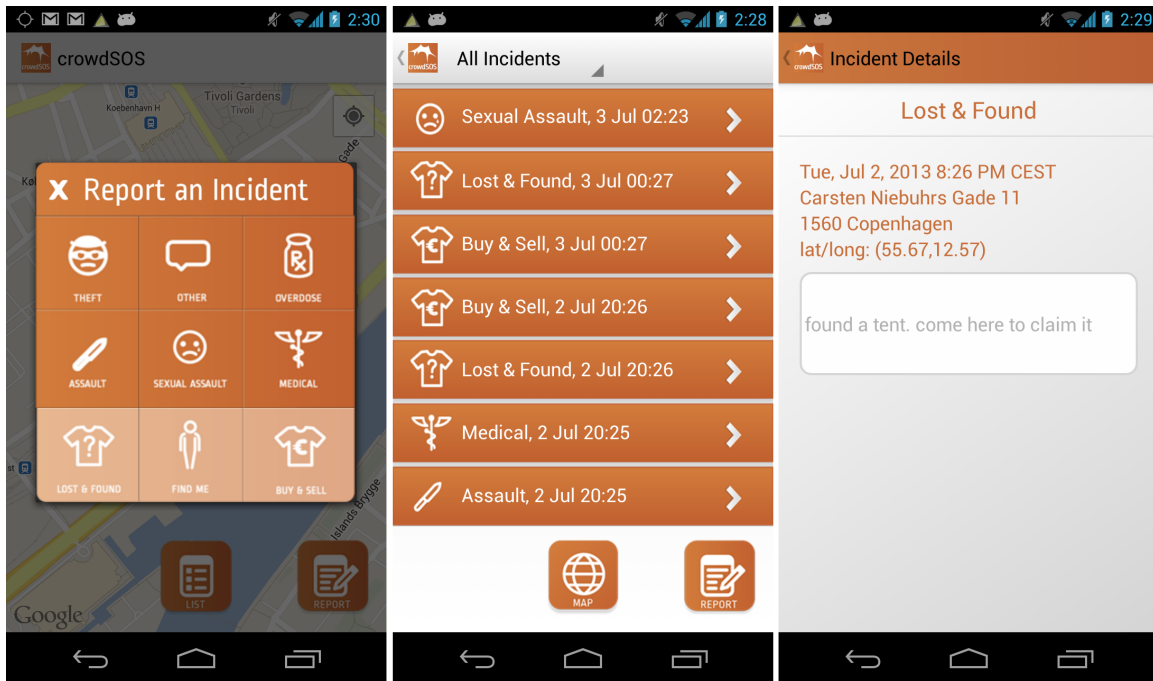 2:30
crowdSOS
crowdSOS
Tivoli Gardens
Tivoli
Koebenhavn H
Gade
X Report an Incident
THEFT
OTHER
OVERDOSE
ASSAULT
SEXUAL ASSAULT
MEDICAL
LOST & FOUND
FIND ME
BUY & SELL
st
Islands Brygge
LIST
REPORT
Google
2:28
crowdSOS
All Incidents
Sexual Assault, 3 Jul 02:23
Lost & Found, 3 Jul 00:27
Buy & Sell, 3 Jul 00:27
Buy & Sell, 2 Jul 20:26
Lost & Found, 2 Jul 20:26
Medical, 2 Jul 20:25
Assault, 2 Jul 20:25
MAP
REPORT
2:29
crowdSOS
Incident Details
Lost & Found
Tue, Jul 2, 2013 8:26 PM CEST
Carsten Niebuhrs Gade 11
1560 Copenhagen
lat/long: (55.67,12.57)
found a tent. come here to claim it